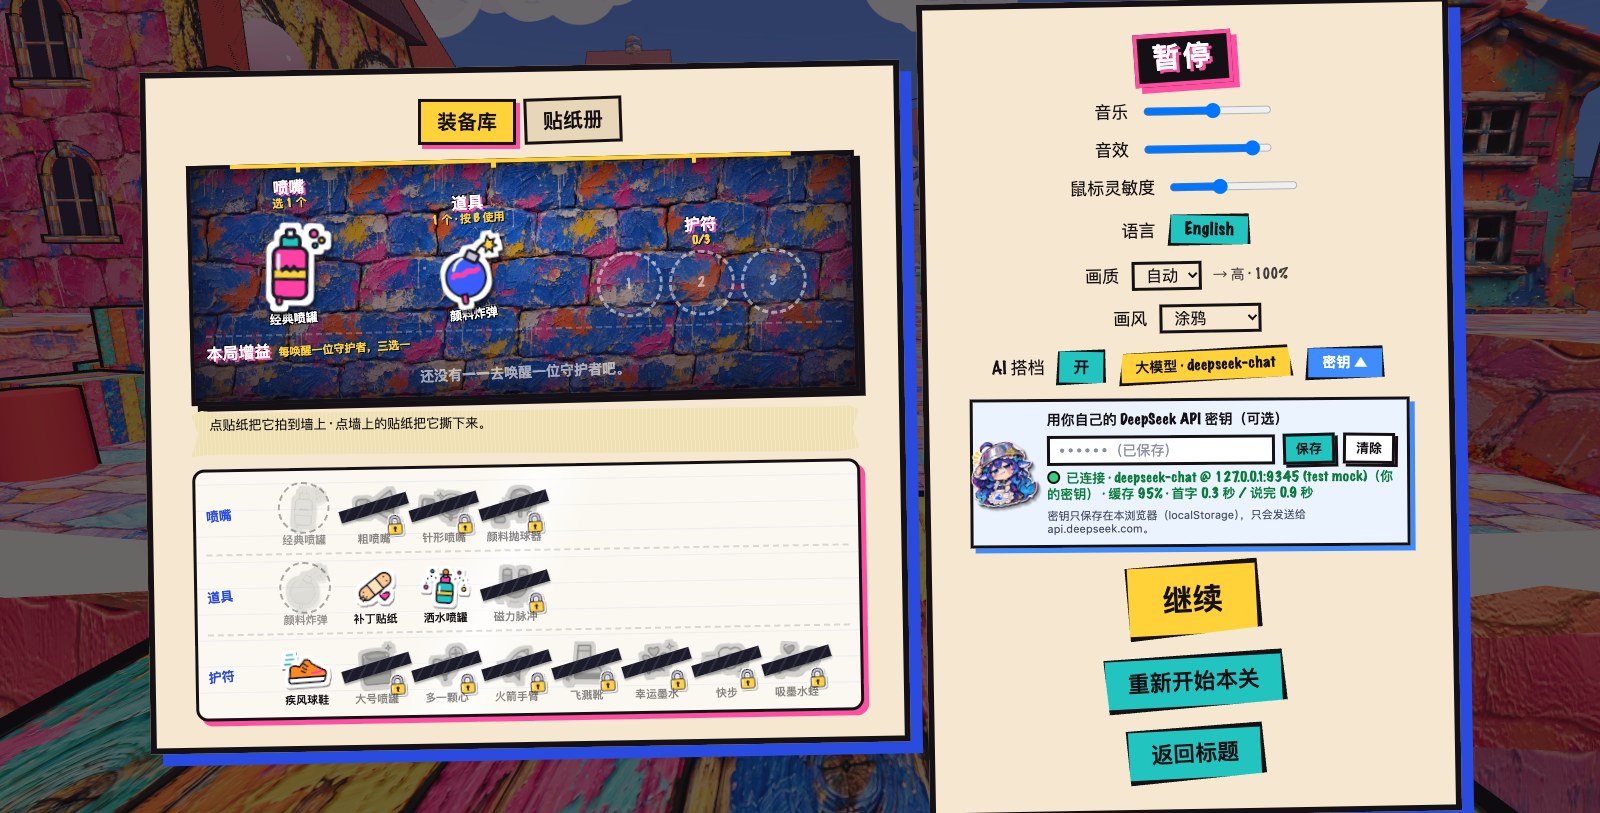 装备库
贴纸册
喷嘴
选 1 个
经典喷罐
道具
1 个 · 按 B 使用
颜料炸弹
护符
0/3
1
2
3
本局增益 每唤醒一位守护者，三选一
还没有——去唤醒一位守护者吧。
点贴纸把它拍到墙上 · 点墙上的贴纸把它撕下来。
喷嘴
经典喷罐
粗喷嘴
针形喷嘴
颜料抛球器
道具
颜料炸弹
补丁贴纸
洒水喷罐
磁力脉冲
护符
疾风球鞋
大号喷罐
多一颗心
火箭手臂
飞溅靴
幸运墨水
快步
吸墨水蛭
暂停
音乐
音效
鼠标灵敏度
语言 English
画质 自动 → 高 · 100%
画风 涂鸦
AI 搭档 开 大模型 · deepseek-chat 密钥 ▲
用你自己的 DeepSeek API 密钥（可选）
•••••• (已保存) 保存 清除
已连接 · deepseek-chat @ 127.0.0.1:9345 (test mock)（你
的密钥） · 缓存 95% · 首字 0.3 秒 / 说完 0.9 秒
密钥只保存在本浏览器（localStorage），只会发送给
api.deepseek.com。
继续
重新开始本关
返回标题